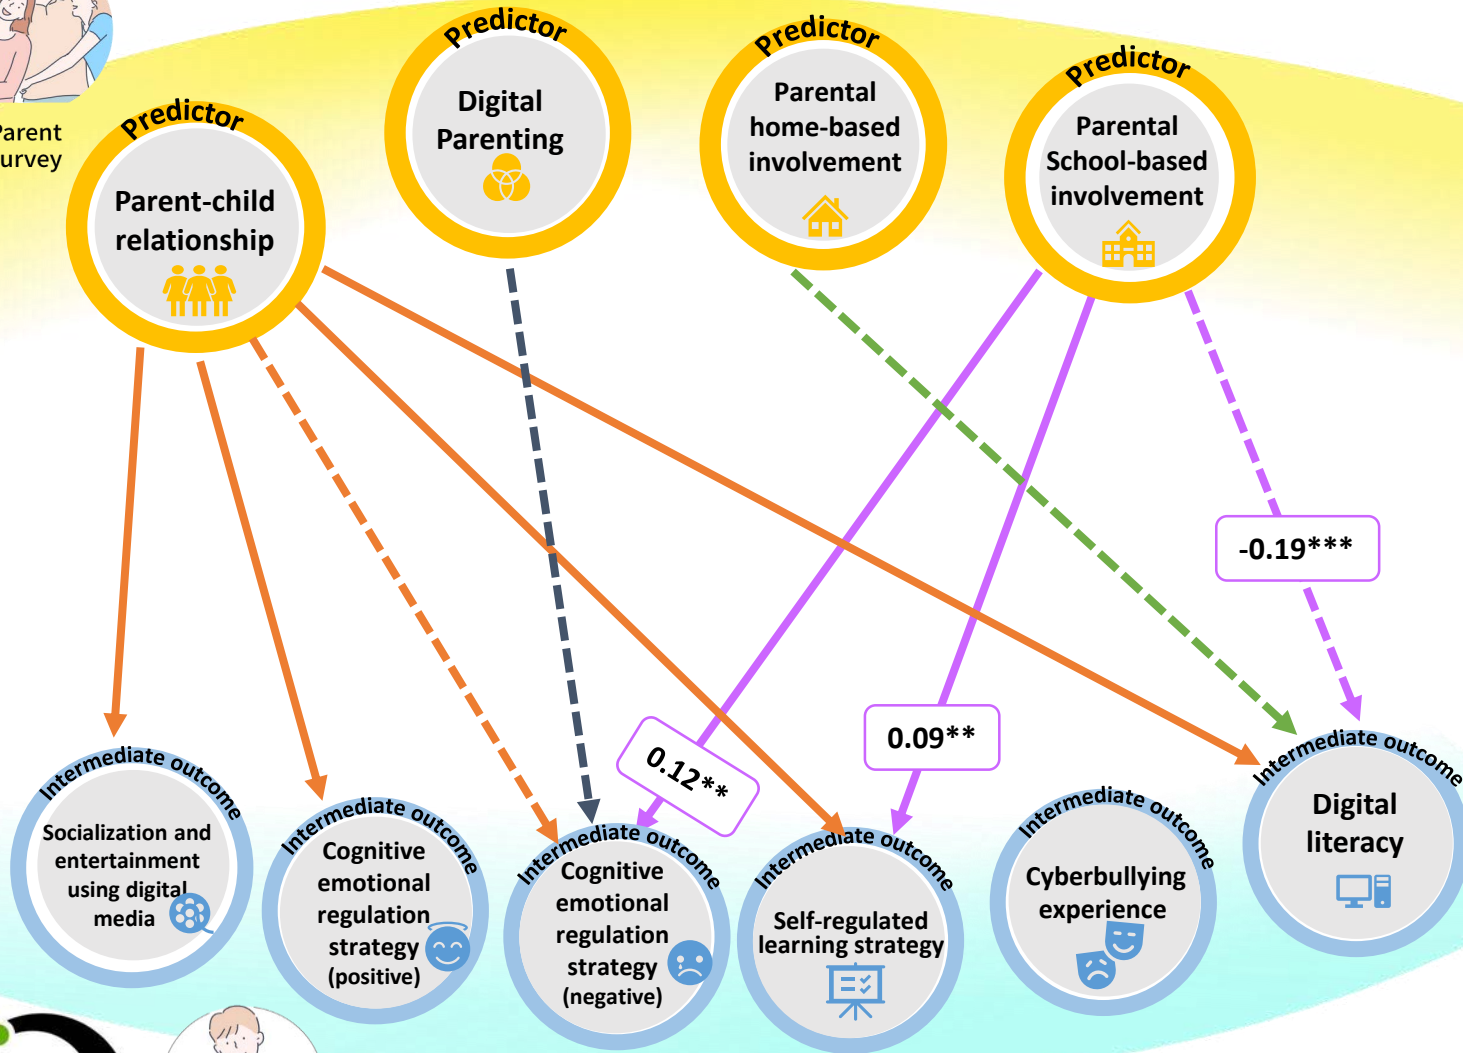 Parent
Survey
Predictor
Parent-child
relationship
Predictor
Digital
Parenting
Predictor
Parental
home-based
involvement
Predictor
Parental
School-based
involvement
-0.19***
0.09**
0.12**
Intermediate outcome
Socialization and
entertainment
using digital
media
Intermediate outcome
Cognitive
emotional
regulation
strategy
(positive)
Intermediate outcome
Cognitive
emotional
regulation
strategy
(negative)
Intermediate outcome
Self-regulated
learning strategy
Intermediate outcome
Cyberbullying
experience
Intermediate outcome
Digital
literacy